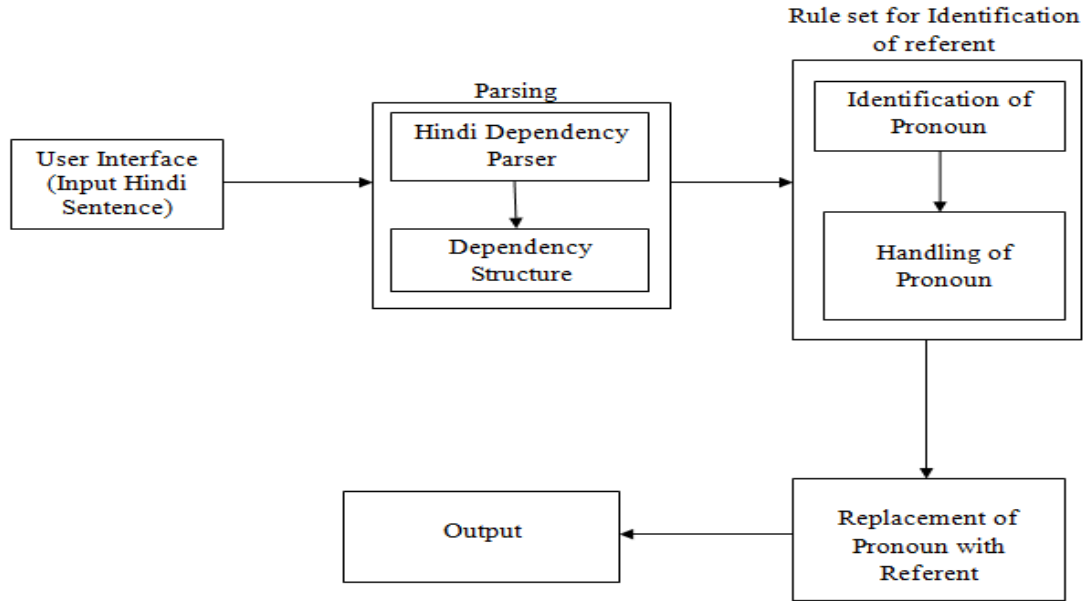 User Interface
(Input Hindi
Sentence)
Parsing
Hindi Dependency
Parser
Dependency
Structure
Rule set for Identification
of referent
Identification of
Pronoun
Handling of
Pronoun
Replacement of
Pronoun with
Referent
Output